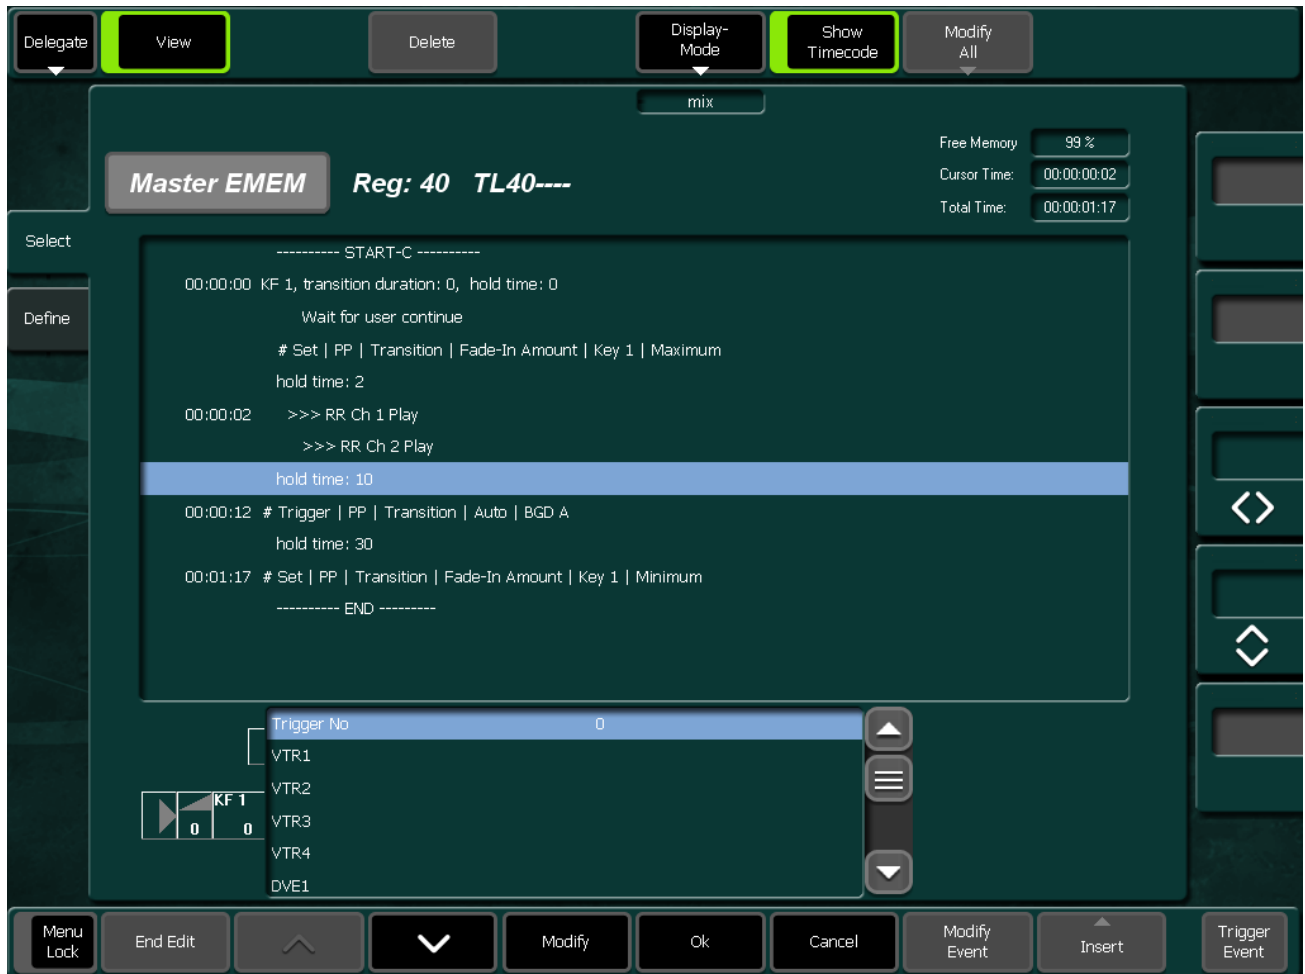 Delegate
View
Delete
Display-
Mode
Show
Timecode
Modify
All
mix
Free Memory 99 %
Master EMEM Reg: 40 TL40----
Cursor Time: 00:00:00:02
Total Time: 00:00:01:17
Select
Define
---------- START-C ----------
00:00:00 KF 1, transition duration: 0, hold time: 0
Wait for user continue
# Set | PP | Transition | Fade-In Amount | Key 1 | Maximum
hold time: 2
00:00:02 >>> RR Ch 1 Play
>>> RR Ch 2 Play
hold time: 10
00:00:12 # Trigger | PP | Transition | Auto | BGD A
hold time: 30
00:01:17 # Set | PP | Transition | Fade-In Amount | Key 1 | Minimum
---------- END ---------
Trigger No 0
VTR1
VTR2
VTR3
VTR4
DVE1
KF 1
0 0
Menu
Lock
End Edit
Modify
Ok
Cancel
Modify
Event
Insert
Trigger
Event